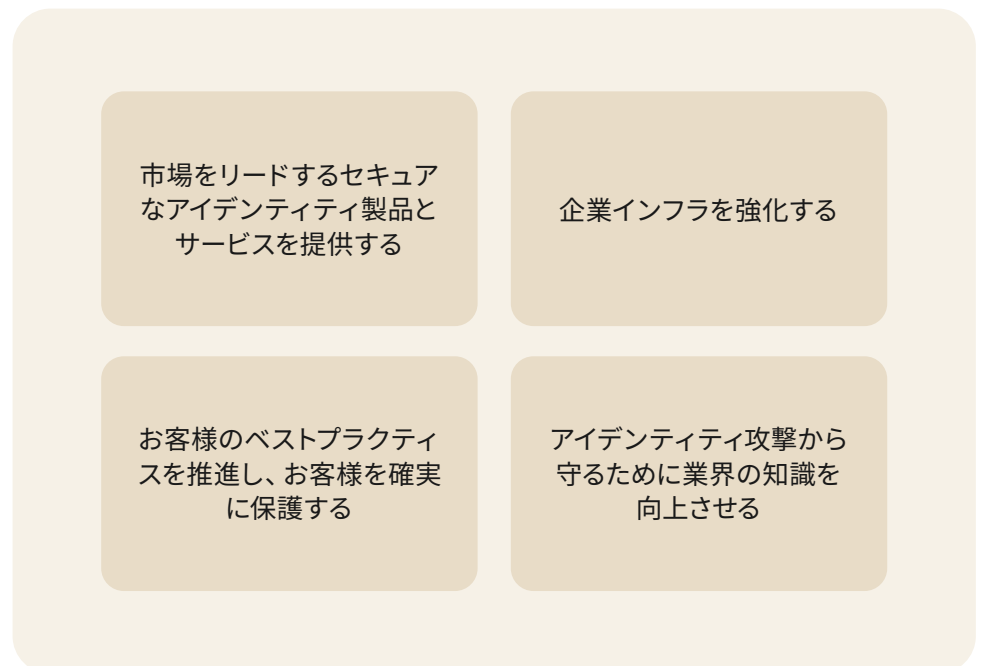 市場をリードするセキュア
なアイデンティティ製品と
サービスを提供する
企業インフラを強化する
お客様のベストプラクティ
スを推進し、お客様を確実
に保護する
アイデンティティ攻撃から
守るために業界の知識を
向上させる